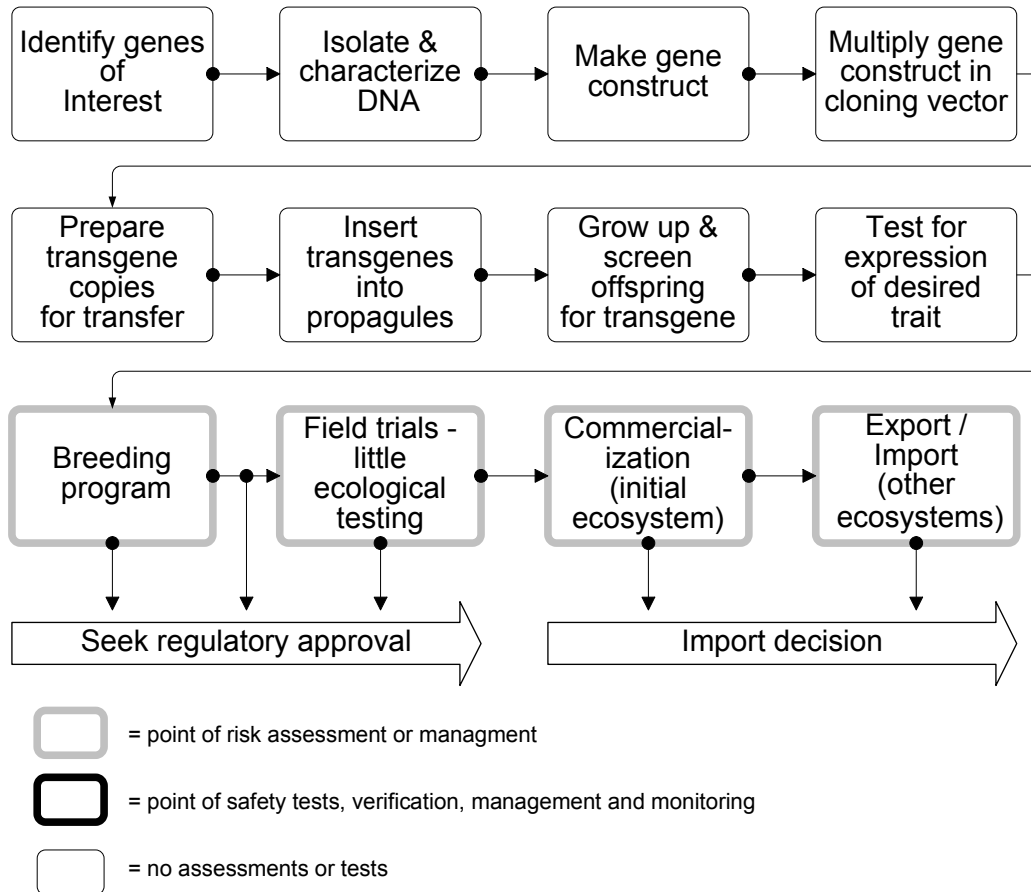 Identify genes
of
Interest
Isolate &
characterize
DNA
Make gene
construct
Multiply gene
construct in
cloning vector
Prepare
transgene
copies
for transfer
Insert
transgenes
into
propagules
Grow up &
screen
offspring
for transgene
Test for
expression
of desired
trait
Breeding
program
Field trials -
little
ecological
testing
Commercial-
ization
(initial
ecosystem)
Export /
Import
(other
ecosystems)
Seek regulatory approval
Import decision
= point of risk assessment or managment
= point of safety tests, verification, management and monitoring
= no assessments or tests